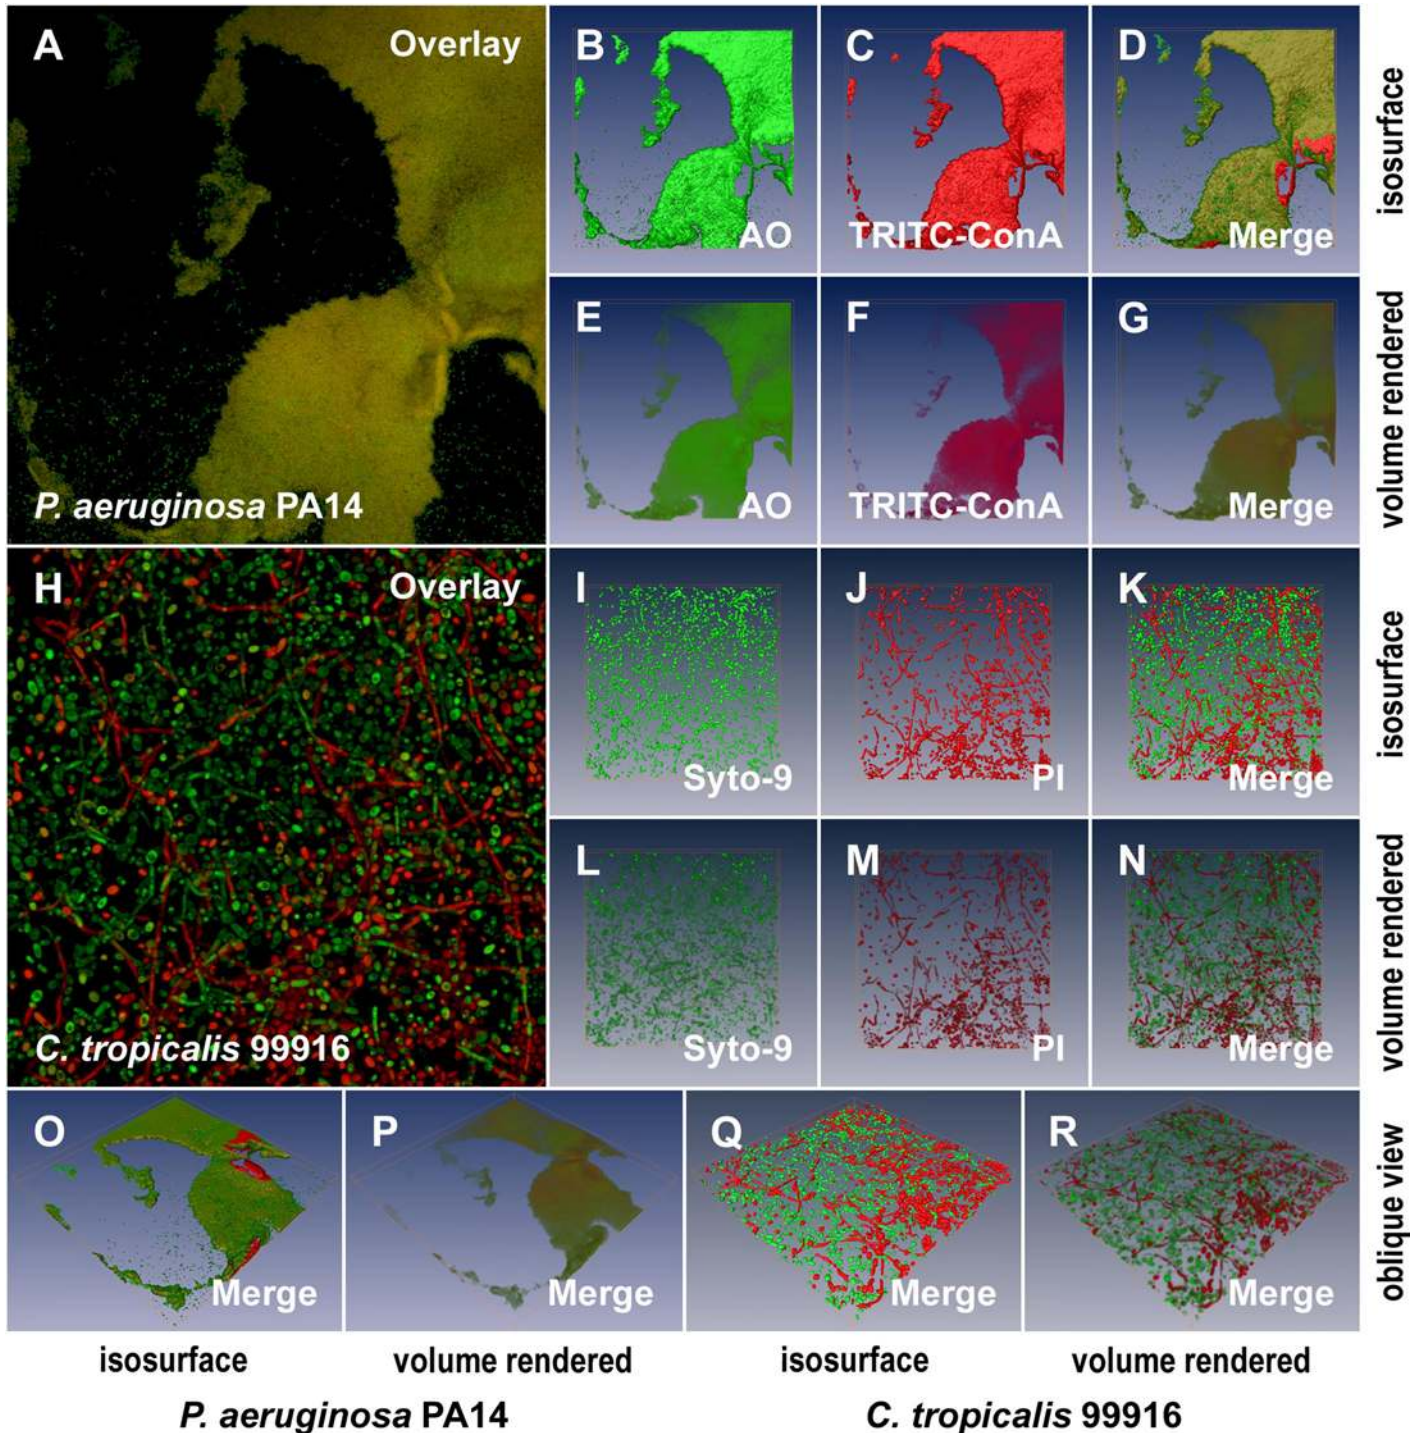 A Overlay
P. aeruginosa PA14
B AO
C TRITC-ConA
D Merge
isosurface
E AO
F TRITC-ConA
G Merge
volume rendered
H Overlay
C. tropicalis 99916
I Syto-9
J PI
K Merge
isosurface
L Syto-9
M PI
N Merge
volume rendered
O Merge
P Merge
Q Merge
R Merge
oblique view
isosurface volume rendered isosurface volume rendered
P. aeruginosa PA14 C. tropicalis 99916